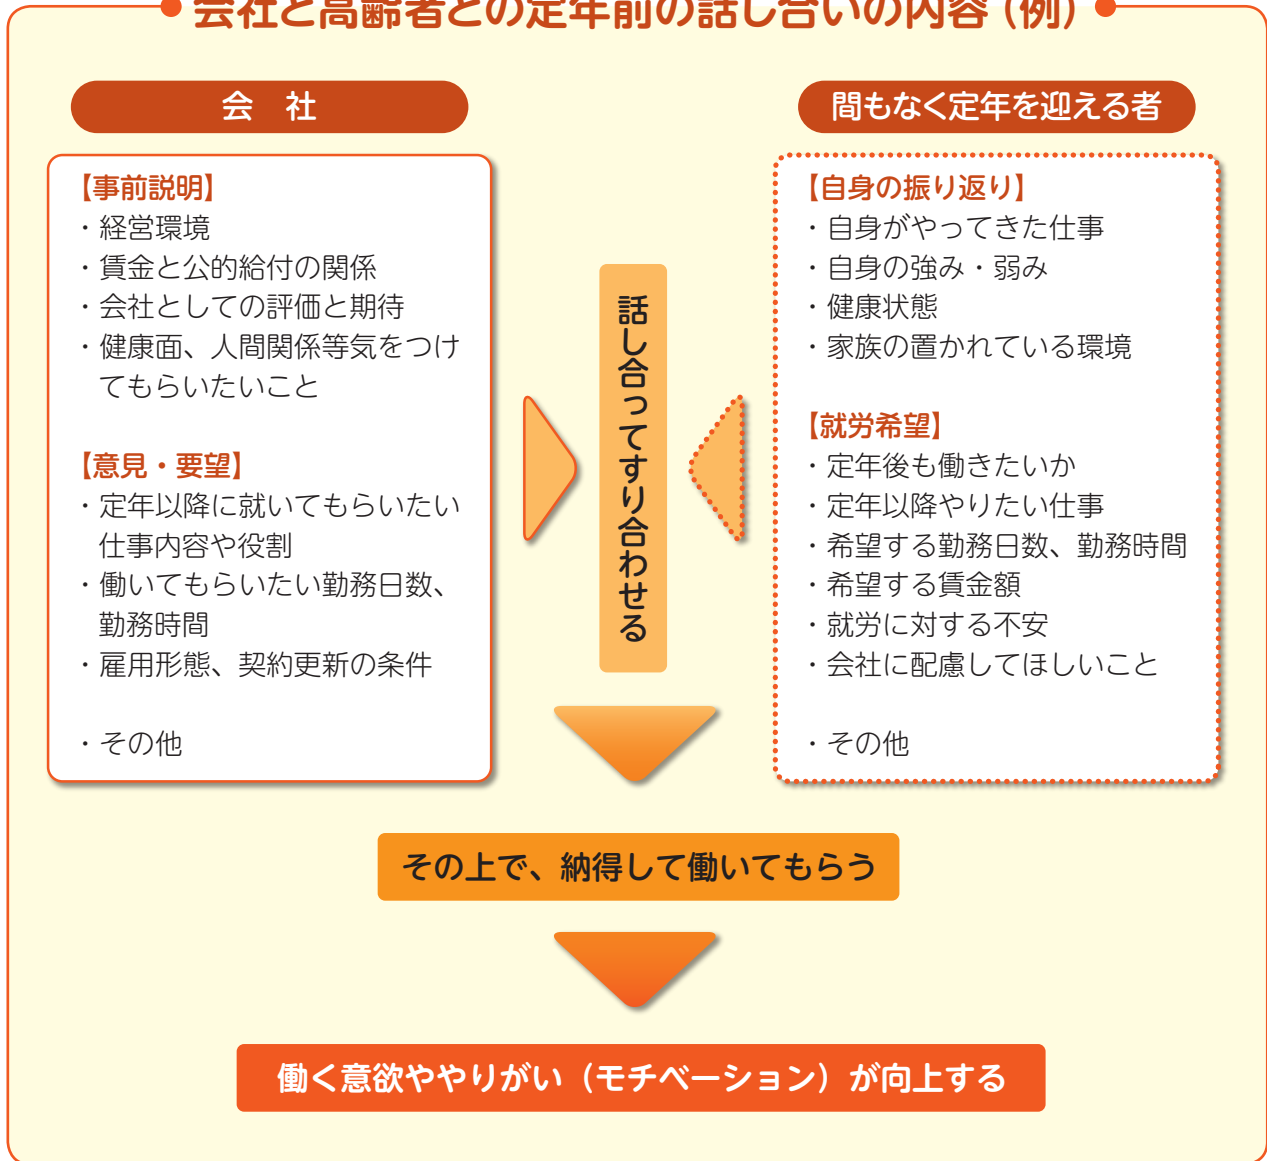 会社と高齢者との定年前の話し合いの内容（例）
会　社
【事前説明】
・経営環境
・賃金と公的給付の関係
・会社としての評価と期待
・健康面、人間関係等気をつけ
てもらいたいこと
【意見・要望】
・定年以降に就いてもらいたい
仕事内容や役割
・働いてもらいたい勤務日数、
勤務時間
・雇用形態、契約更新の条件
・その他
話し合ってすり合わせる
間もなく定年を迎える者
【自身の振り返り】
・自身がやってきた仕事
・自身の強み・弱み
・健康状態
・家族の置かれている環境
【就労希望】
・定年後も働きたいか
・定年以降やりたい仕事
・希望する勤務日数、勤務時間
・希望する賃金額
・就労に対する不安
・会社に配慮してほしいこと
・その他
その上で、納得して働いてもらう
働く意欲ややりがい（モチベーション）が向上する